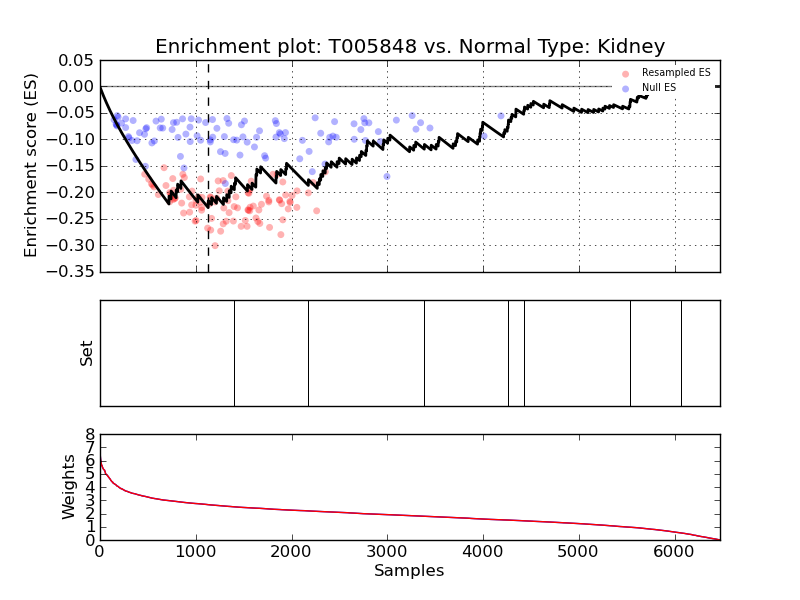 Enrichment plot: T005848 vs. Normal Type: Kidney
Enrichment score (ES)
0.05
0.00
−0.05
−0.10
−0.15
−0.20
−0.25
−0.30
−0.35
Resampled ES
Null ES
Set
Weights
8
7
6
5
4
3
2
1
0
0 1000 2000 3000 4000 5000 6000
Samples